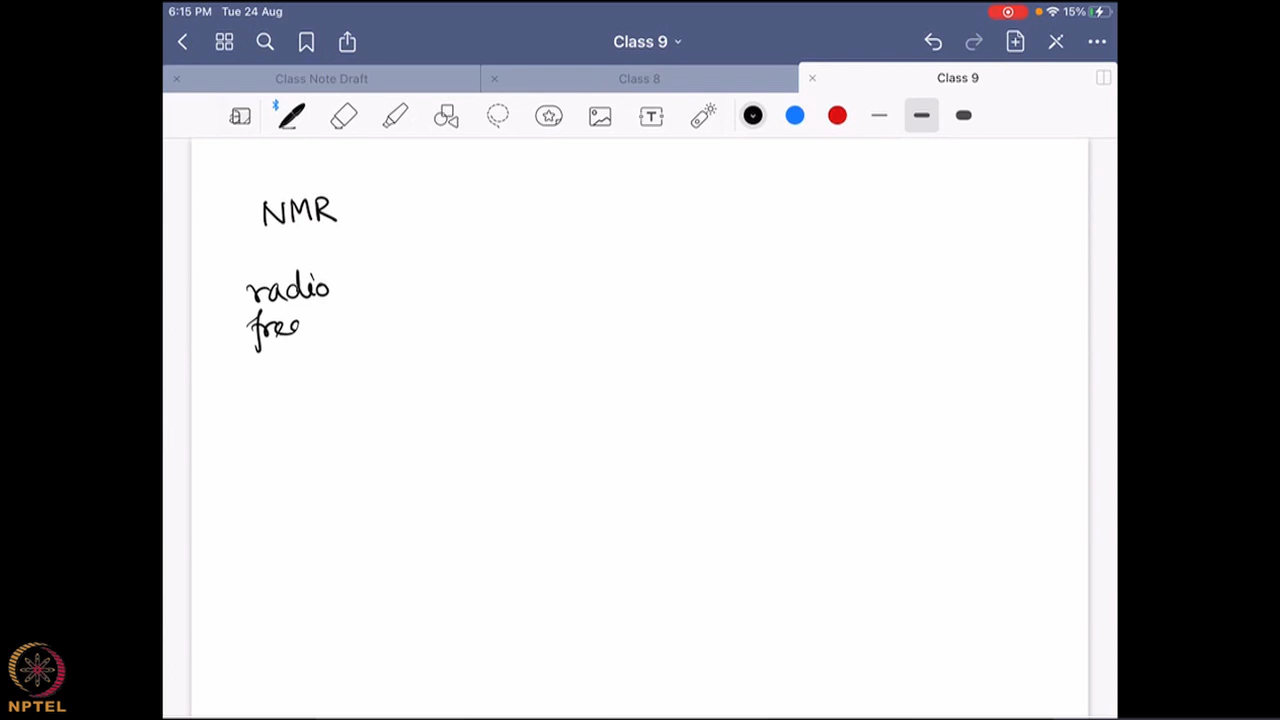 6:15 PM Tue 24 Aug
15%
Class 9
Class Note Draft
Class 8
Class 9
T
NMR
radio
free
NPTEL